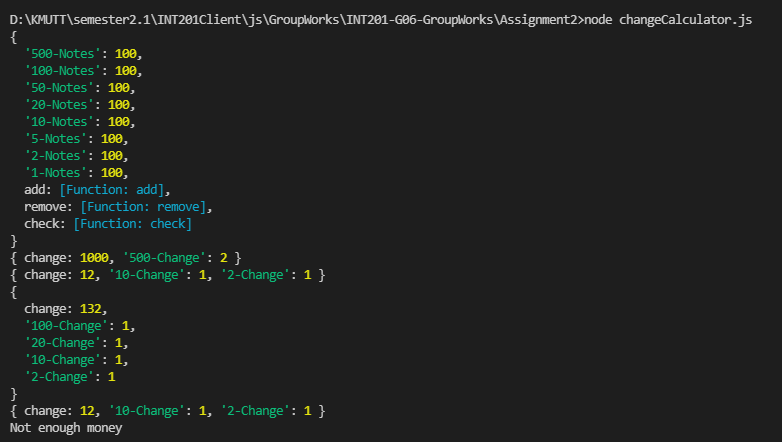 D:\KMUTT\semester2.1\INT201Client\js\GroupWorks\INT201-G06-GroupWorks\Assignment2>node changeCalculator.js
{
  '500-Notes': 100,
  '100-Notes': 100,
  '50-Notes': 100,
  '20-Notes': 100,
  '10-Notes': 100,
  '5-Notes': 100,
  '2-Notes': 100,
  '1-Notes': 100,
  add: [Function: add],
  remove: [Function: remove],
  check: [Function: check]
}
{ change: 1000, '500-Change': 2 }
{ change: 12, '10-Change': 1, '2-Change': 1 }
{
  change: 132,
  '100-Change': 1,
  '20-Change': 1,
  '10-Change': 1,
  '2-Change': 1
}
{ change: 12, '10-Change': 1, '2-Change': 1 }
Not enough money